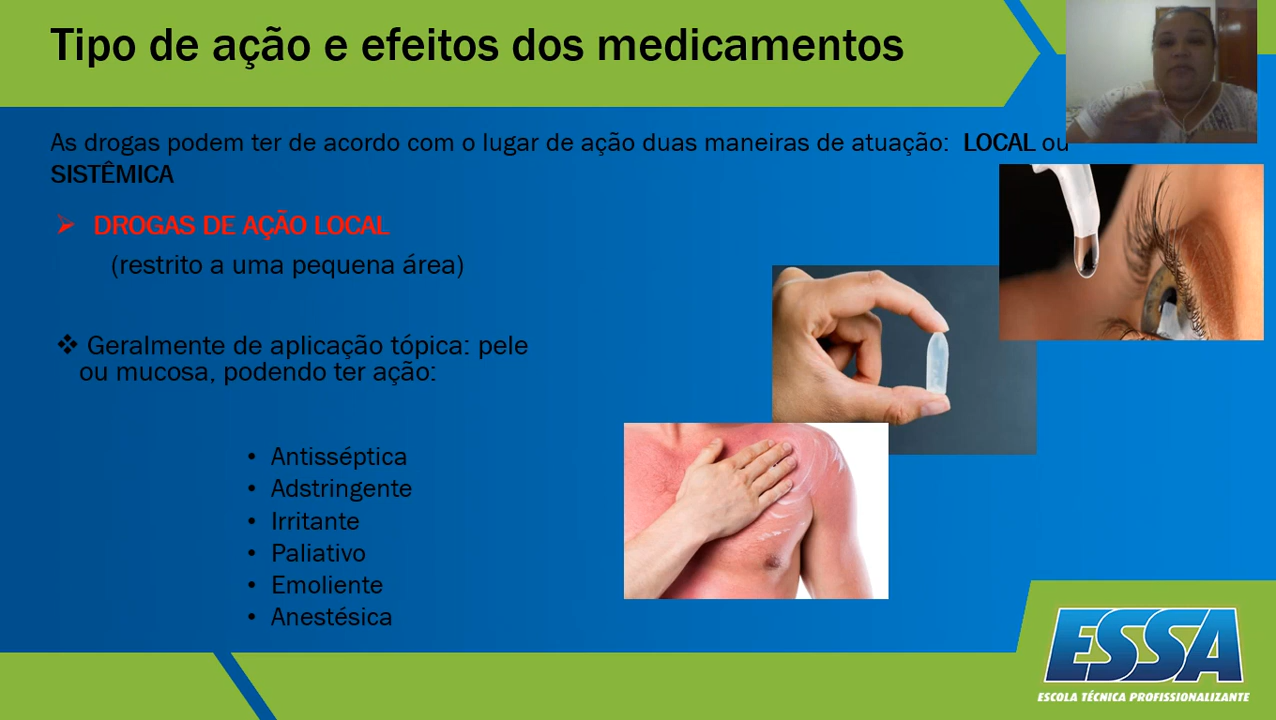 Tipo de ação e efeitos dos medicamentos
As drogas podem ter de acordo com o lugar de ação duas maneiras de atuação: LOCAL ou
SISTÊMICA
DROGAS DE AÇÃO LOCAL
(restrito a uma pequena área)
Geralmente de aplicação tópica: pele
ou mucosa, podendo ter ação:
• Antisséptica
• Adstringente
• Irritante
• Paliativo
• Emoliente
• Anestésica
ESSA
ESCOLA TÉCNICA PROFISSIONALIZANTE